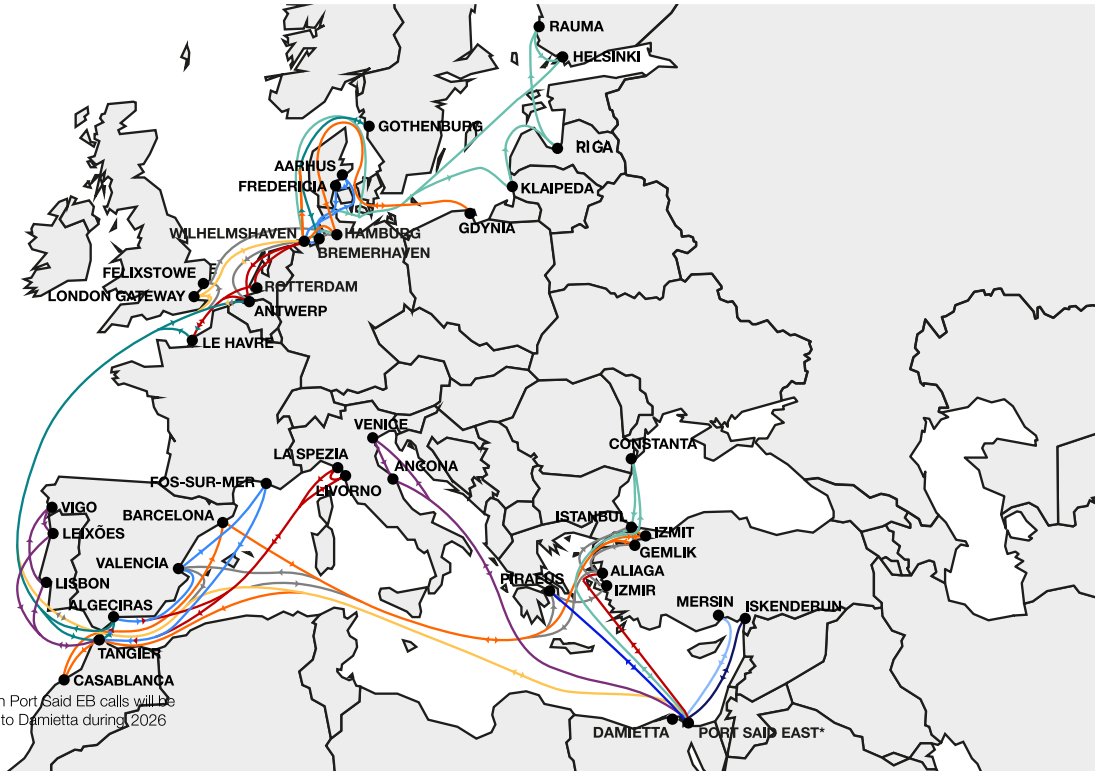 RAUMA
HELSINKI
GOTHENBURG
RIGA
AARHUS
FREDERICIA
KLAIPEDA
GDYNIA
WILHELMSHAVEN
HAMBURG
BREMERHAVEN
FELIXSTOWE
ROTTERDAM
LONDON GATEWAY
ANTWERP
LE HAVRE
VENICE
CONSTANTA
LA SPEZIA
ANCONA
FOS-SUR-MER
LIVORNO
VIGO
BARCELONA
ISTANBUL
IZMIT
LEIXÕES
GEMLIK
VALENCIA
ALIAGA
PIRAEUS
LISBON
IZMIR
ALGECIRAS
MERSIN
ISKENDERUN
TANGIER
CASABLANCA
n Port Said EB calls will be
to Damietta during 2026
DAMIETTA
PORT SAID EAST*